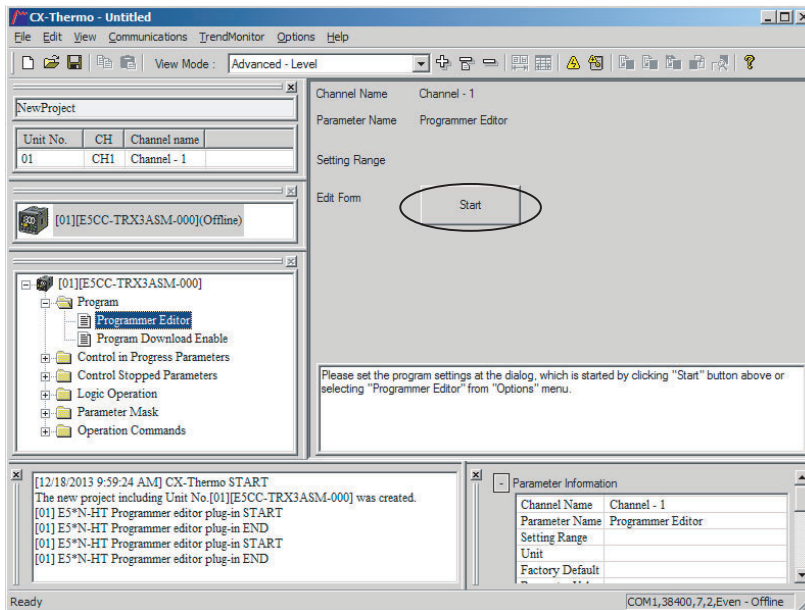 CX-Thermo - Untitled
File Edit View Communications TrendMonitor Options Help
View Mode : Advanced - Level
NewProject
Unit No. CH Channel name
01 CH1 Channel - 1
[01][E5CC-TRX3ASM-000](Offline)
[01][E5CC-TRX3ASM-000]
Program
Programmer Editor
Program Download Enable
Control in Progress Parameters
Control Stopped Parameters
Logic Operation
Parameter Mask
Operation Commands
Channel Name Channel - 1
Parameter Name Programmer Editor
Setting Range
Edit Form Start
Please set the program settings at the dialog, which is started by clicking "Start" button above or
selecting "Programmer Editor" from "Options" menu.
[12/18/2013 9:59:24 AM] CX-Thermo START
The new project including Unit No.[01][E5CC-TRX3ASM-000] was created.
[01] E5*N-HT Programmer editor plug-in START
[01] E5*N-HT Programmer editor plug-in END
[01] E5*N-HT Programmer editor plug-in START
[01] E5*N-HT Programmer editor plug-in END
Parameter Information
Channel Name Channel - 1
Parameter Name Programmer Editor
Setting Range
Unit
Factory Default
Ready
COM1,38400,7,2,Even - Offline